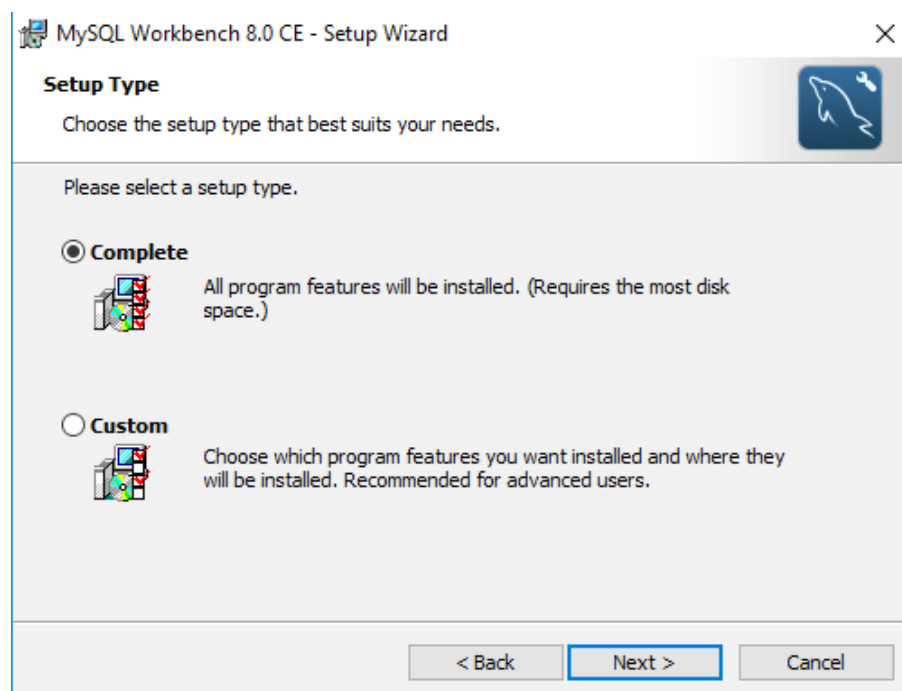 MySQL Workbench 8.0 CE - Setup Wizard
Setup Type
Choose the setup type that best suits your needs.
Please select a setup type.
Complete
All program features will be installed. (Requires the most disk
space.)
Custom
Choose which program features you want installed and where they
will be installed. Recommended for advanced users.
< Back Next > Cancel